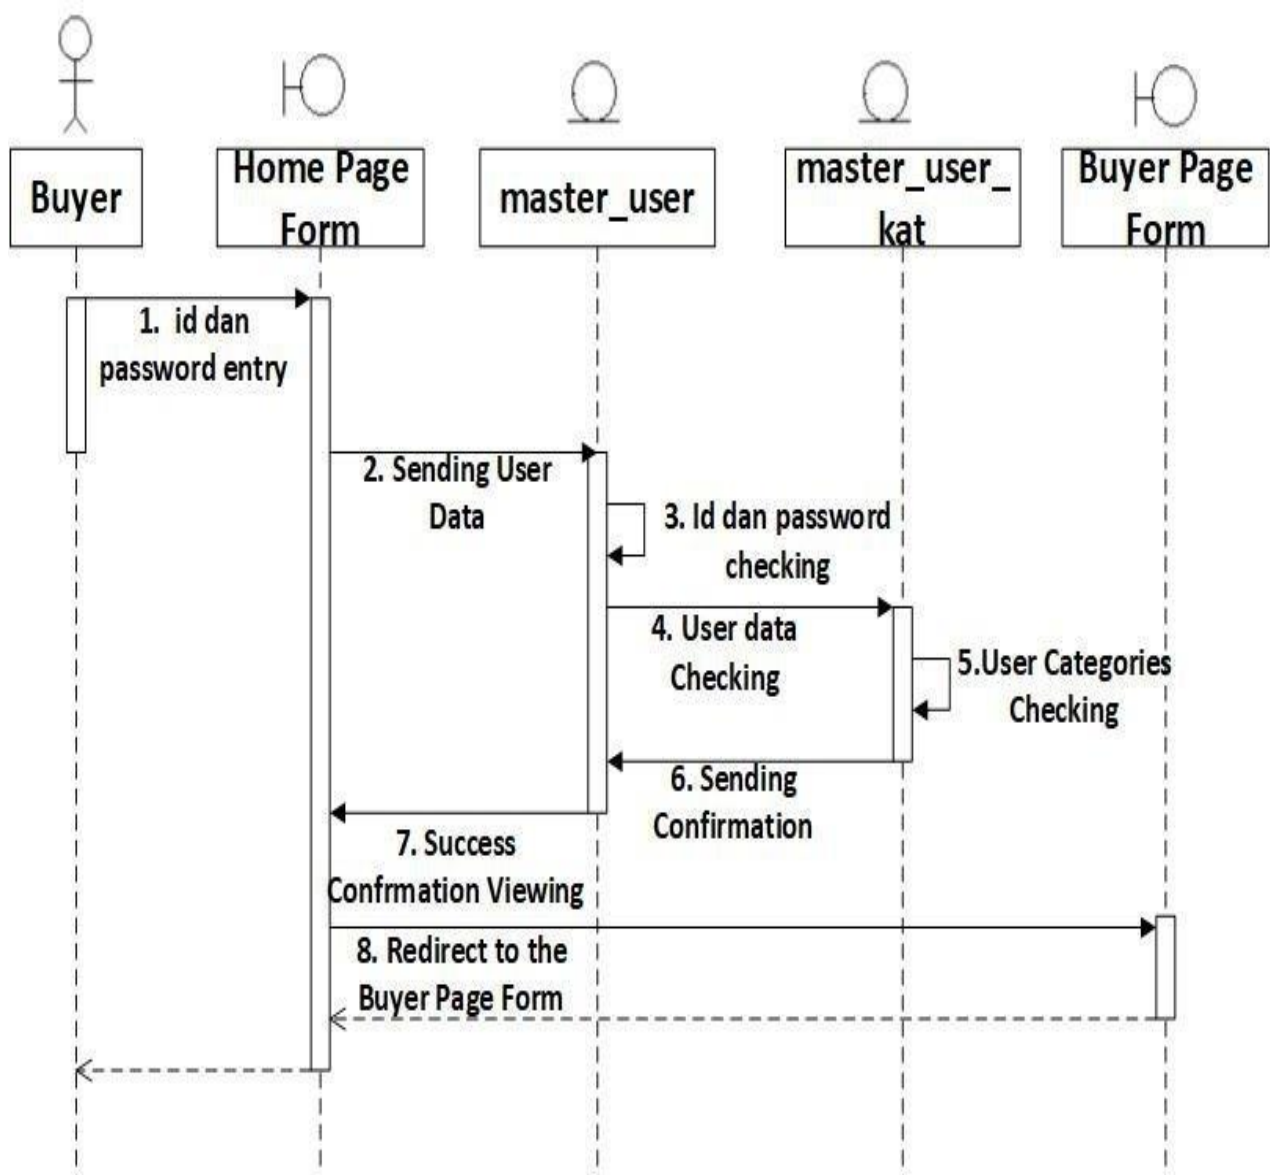 Buyer
Home Page
Form
master_user
master_user_
kat
Buyer Page
Form
1. id dan
password entry
2. Sending User
Data
3. Id dan password
checking
4. User data
Checking
5.User Categories
Checking
6. Sending
Confirmation
7. Success
Confrmation Viewing
8. Redirect to the
Buyer Page Form